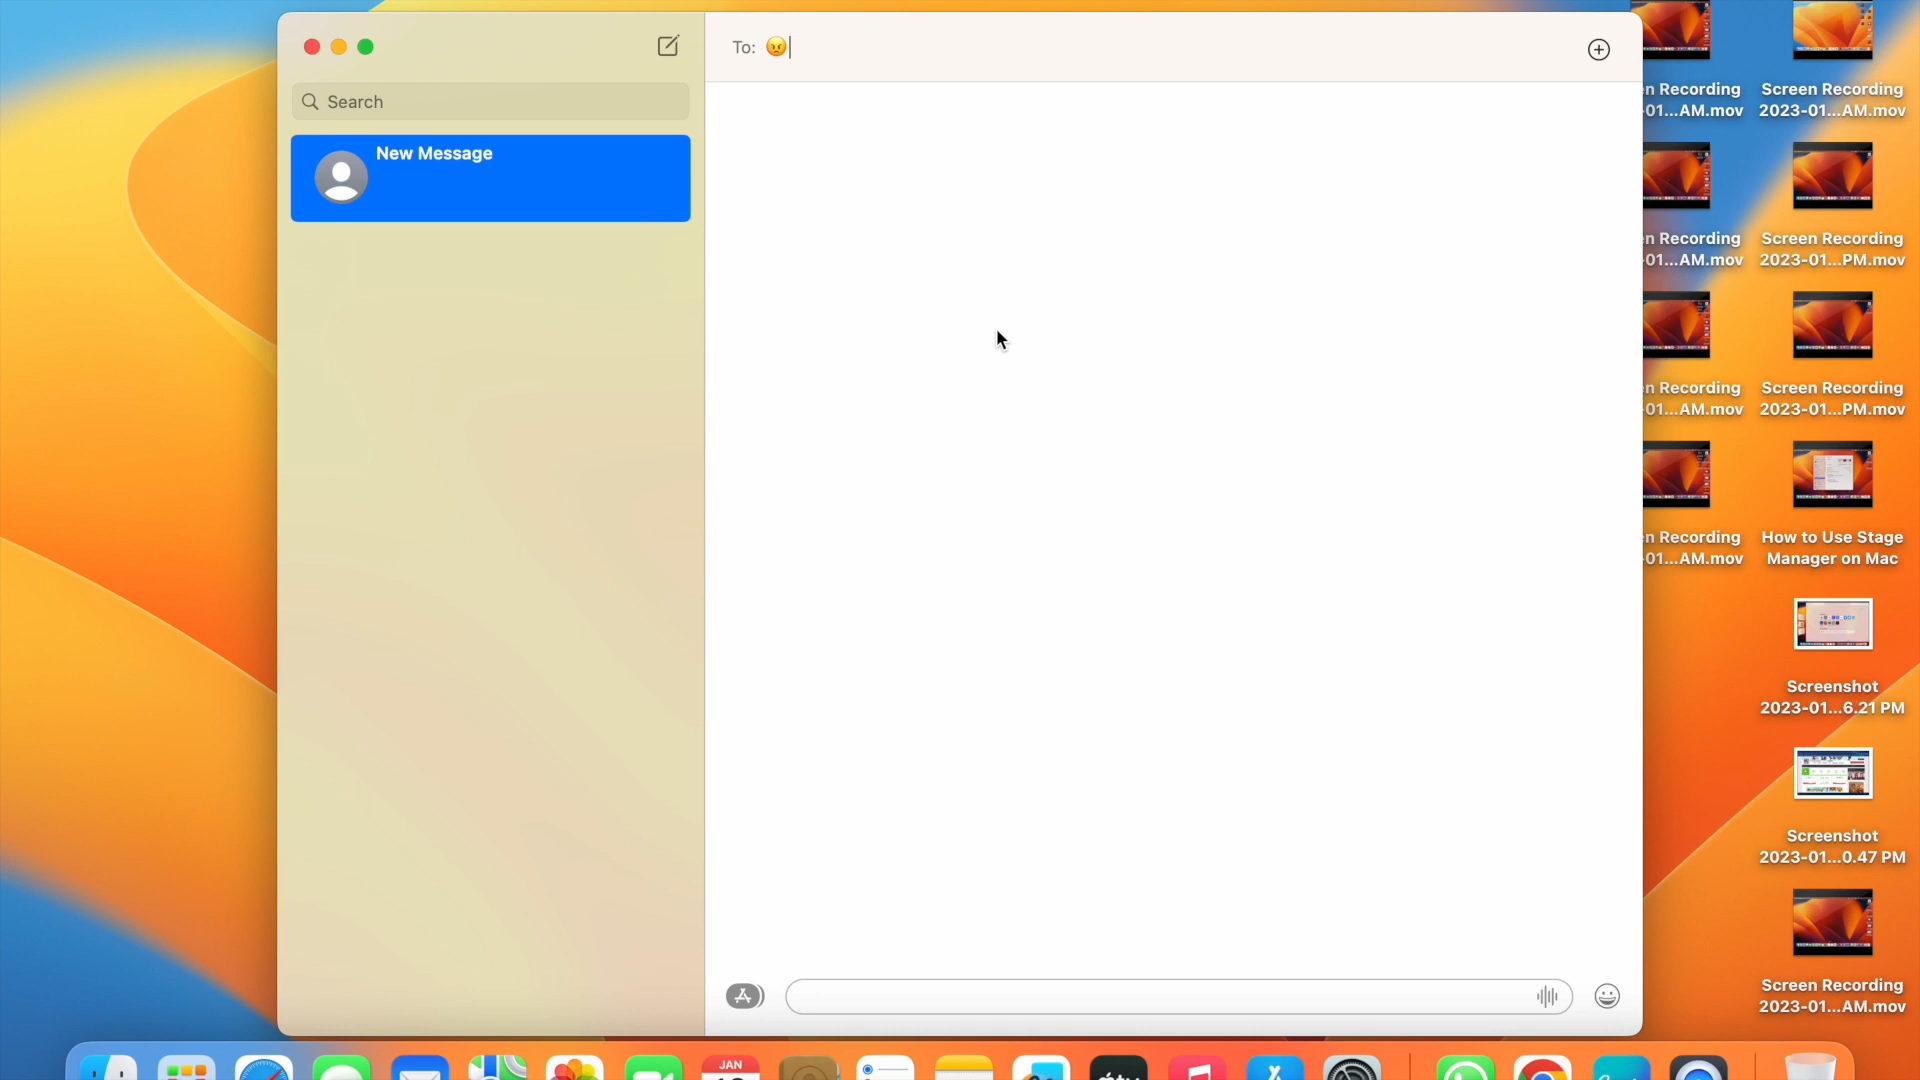 To: 😠
Search
New Message
n Recording
-01...AM.mov
Screen Recording
2023-01...AM.mov
n Recording
-01...AM.mov
Screen Recording
2023-01...PM.mov
n Recording
-01...AM.mov
Screen Recording
2023-01...PM.mov
n Recording
-01...AM.mov
How to Use Stage
Manager on Mac
Screenshot
2023-01...6.21 PM
Screenshot
2023-01...0.47 PM
Screen Recording
2023-01...AM.mov
JAN